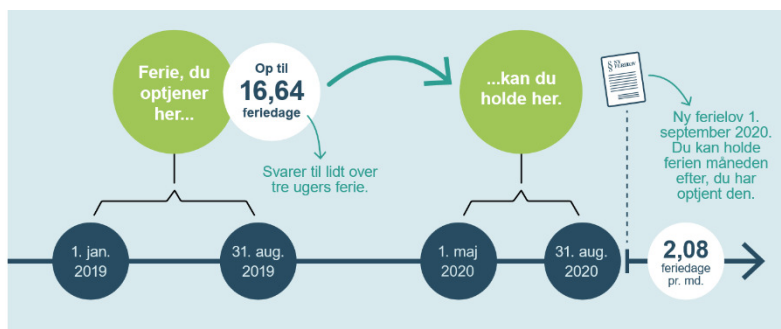 Ferie, du
optjener
her...
Op til
16,64
feriedage
Svarer til lidt over
tre ugers ferie.
...kan du
holde her.
Ny ferielov 1.
september 2020.
Du kan holde
ferien måneden
efter, du har
optjent den.
1. jan.
2019
31. aug.
2019
1. maj
2020
31. aug.
2020
2,08
feriedage
pr. md.